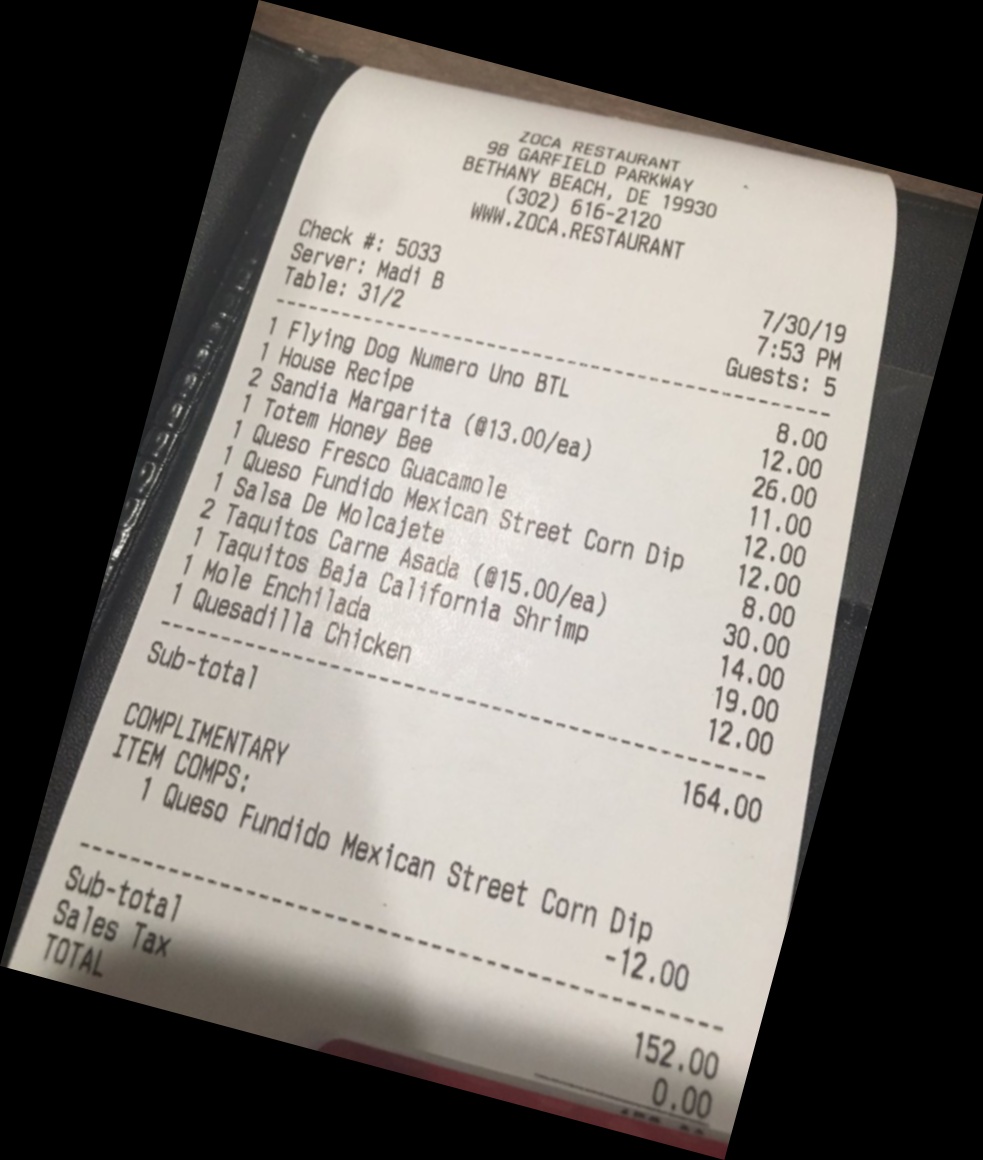 ZOCA RESTAURANT
98 GARFIELD PARKWAY
BETHANY BEACH, DE 19930
(302) 616-2120
WWW.ZOCA.RESTAURANT
Check #: 5033 7/30/19
Server: Madi B 7:53 PM
Table: 31/2 Guests: 5
1 Flying Dog Numero Uno BTL 8.00
1 House Recipe 12.00
2 Sandia Margarita (@13.00/ea) 26.00
1 Totem Honey Bee 11.00
1 Queso Fresco Guacamole 12.00
1 Queso Fundido Mexican Street Corn Dip 12.00
1 Salsa De Molcajete 8.00
2 Taquitos Carne Asada (@15.00/ea) 30.00
1 Taquitos Baja California Shrimp 14.00
1 Mole Enchilada 19.00
1 Quesadilla Chicken 12.00
Sub-total 164.00
COMPLIMENTARY
ITEM COMPS:
1 Queso Fundido Mexican Street Corn Dip
-12.00
Sub-total 152.00
Sales Tax 0.00
TOTAL